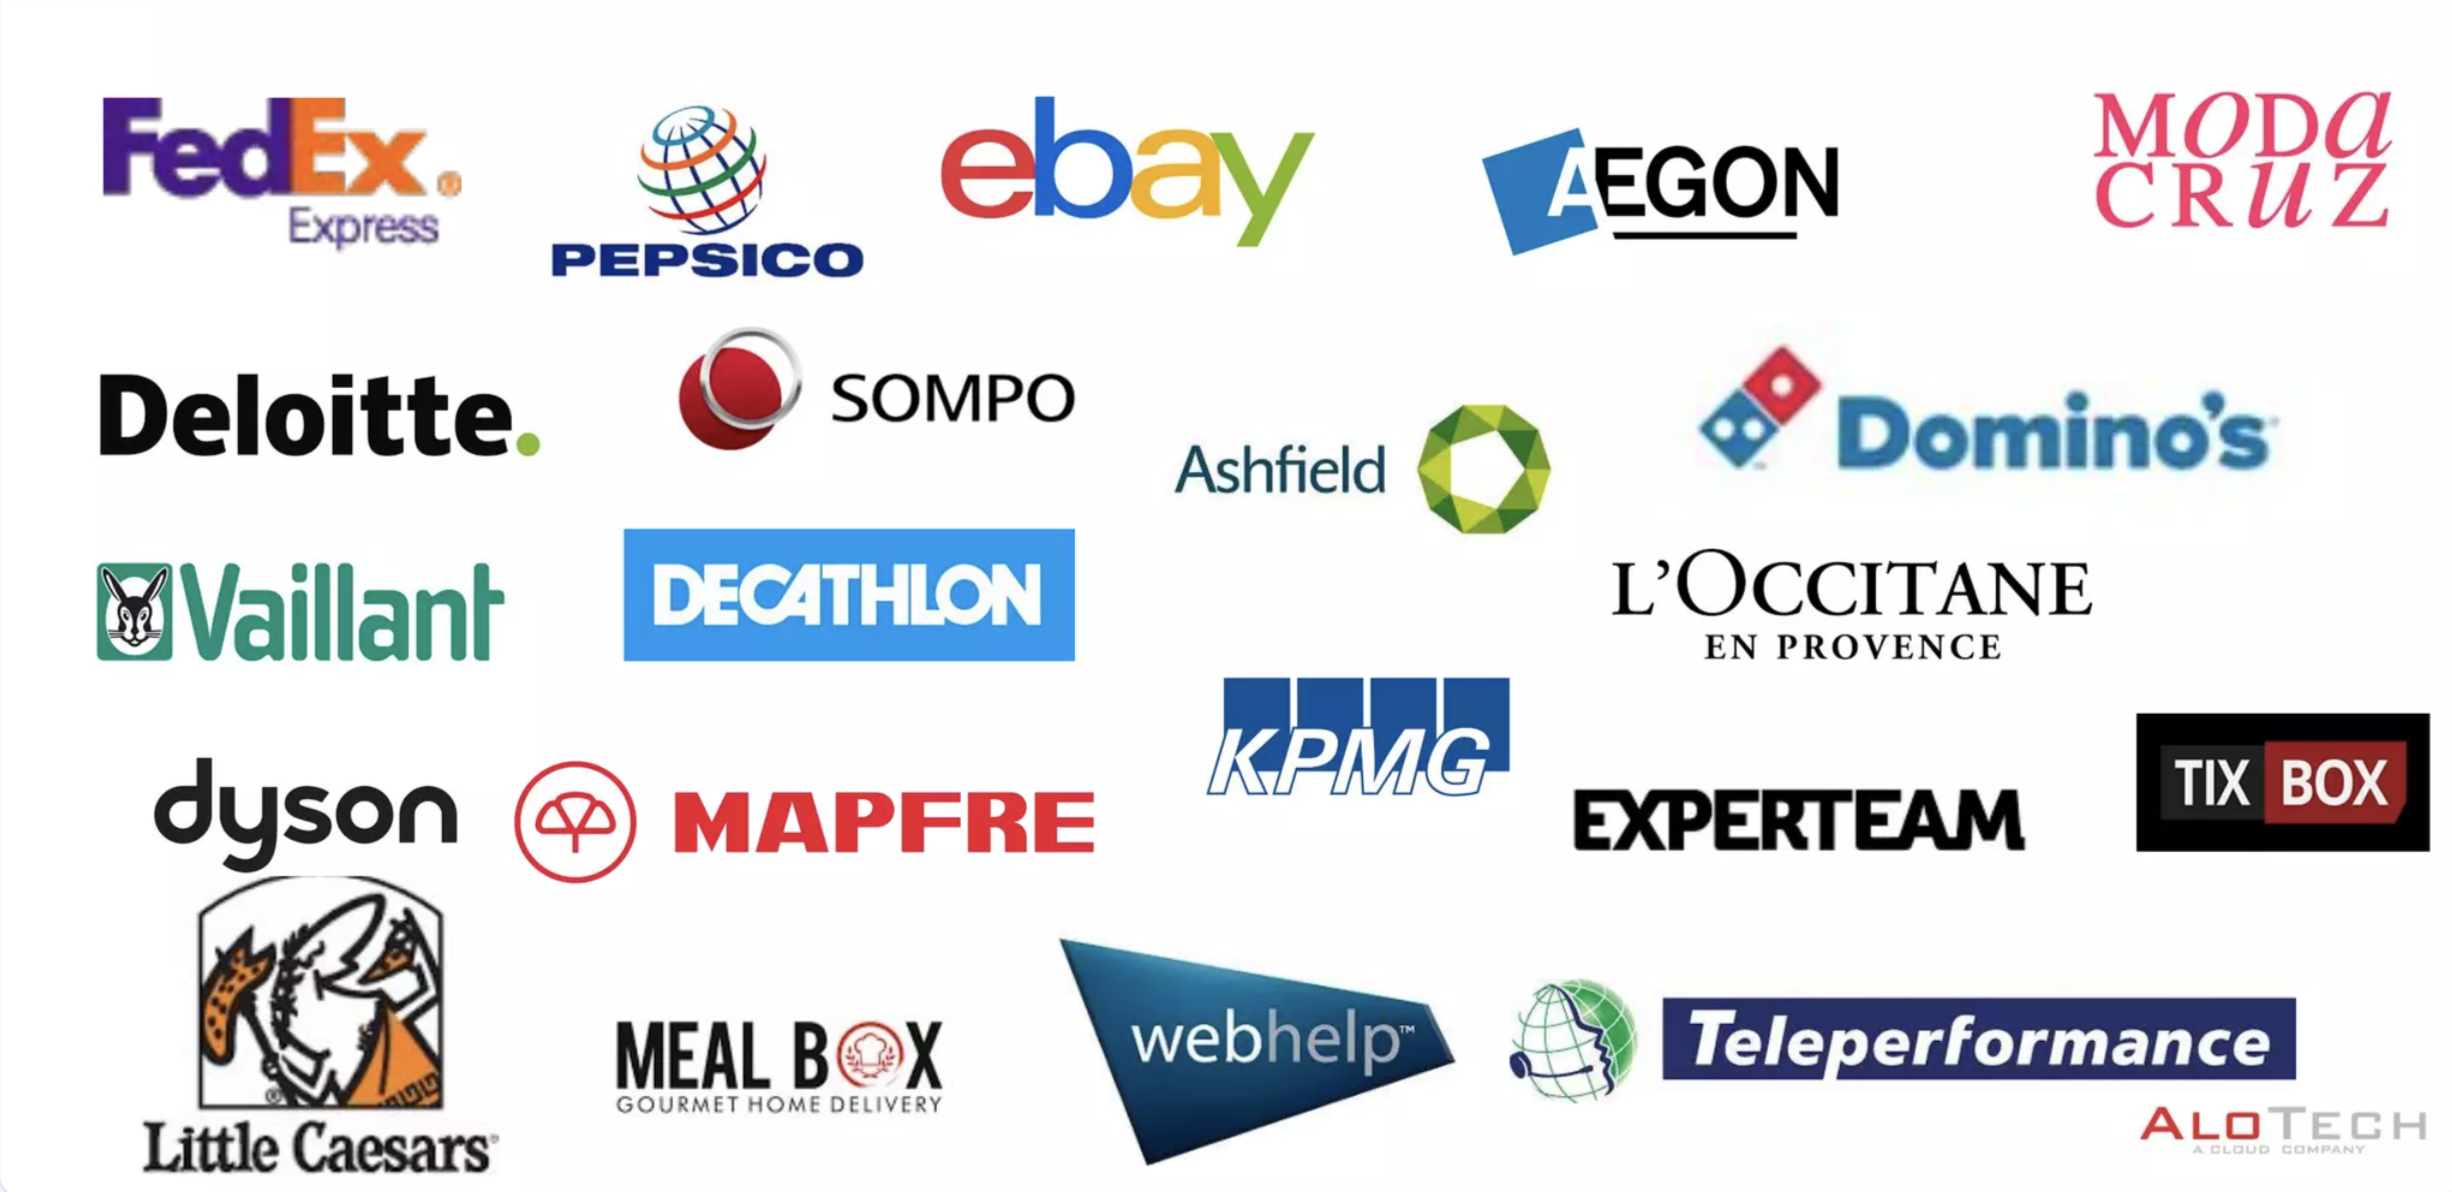 FedEx®
Express
PEPSICO
ebay
AEGON
MODa
CRUZ
Deloitte.
SOMPO
Ashfield
Domino's
Vaillant
DECATHLON
L'OCCITANE
EN PROVENCE
dyson
MAPFRE
KPMG
EXPERTEAM
TIX BOX
®
Little Caesars
MEAL BOX
GOURMET HOME DELIVERY
webhelp™
Teleperformance
ALOTECH
A CLOUD COMPANY